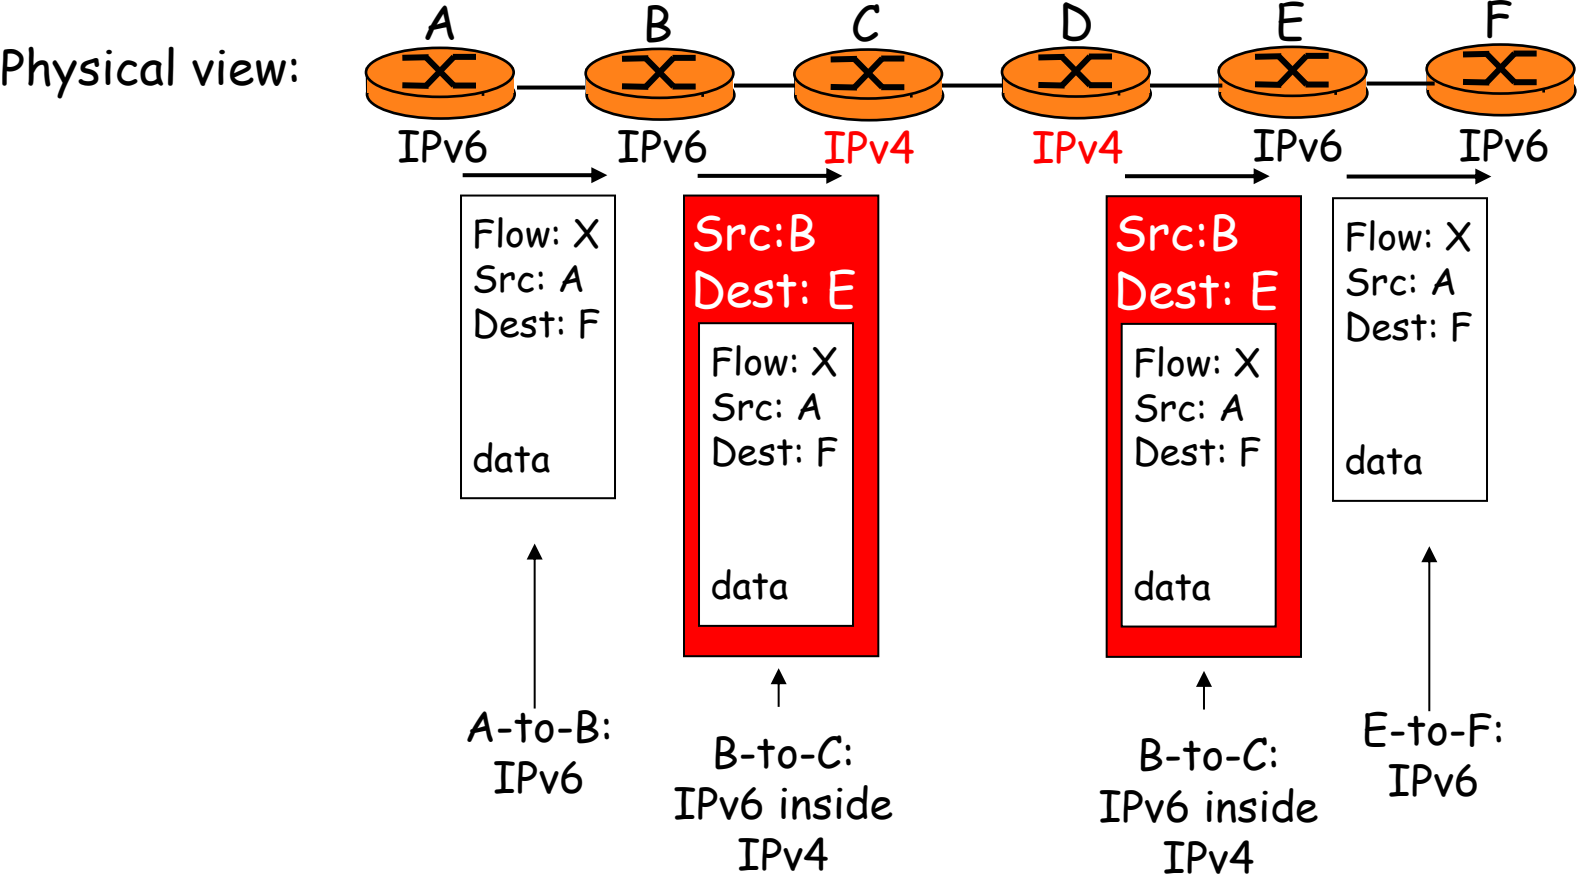 A B C D E F
Physical view:
IPv6 IPv6 IPv4 IPv4 IPv6 IPv6
Flow: X
Src: A
Dest: F
data
Src:B
Dest: E
Flow: X
Src: A
Dest: F
data
Src:B
Dest: E
Flow: X
Src: A
Dest: F
data
Flow: X
Src: A
Dest: F
data
A-to-B:
IPv6
B-to-C:
IPv6 inside
IPv4
B-to-C:
IPv6 inside
IPv4
E-to-F:
IPv6